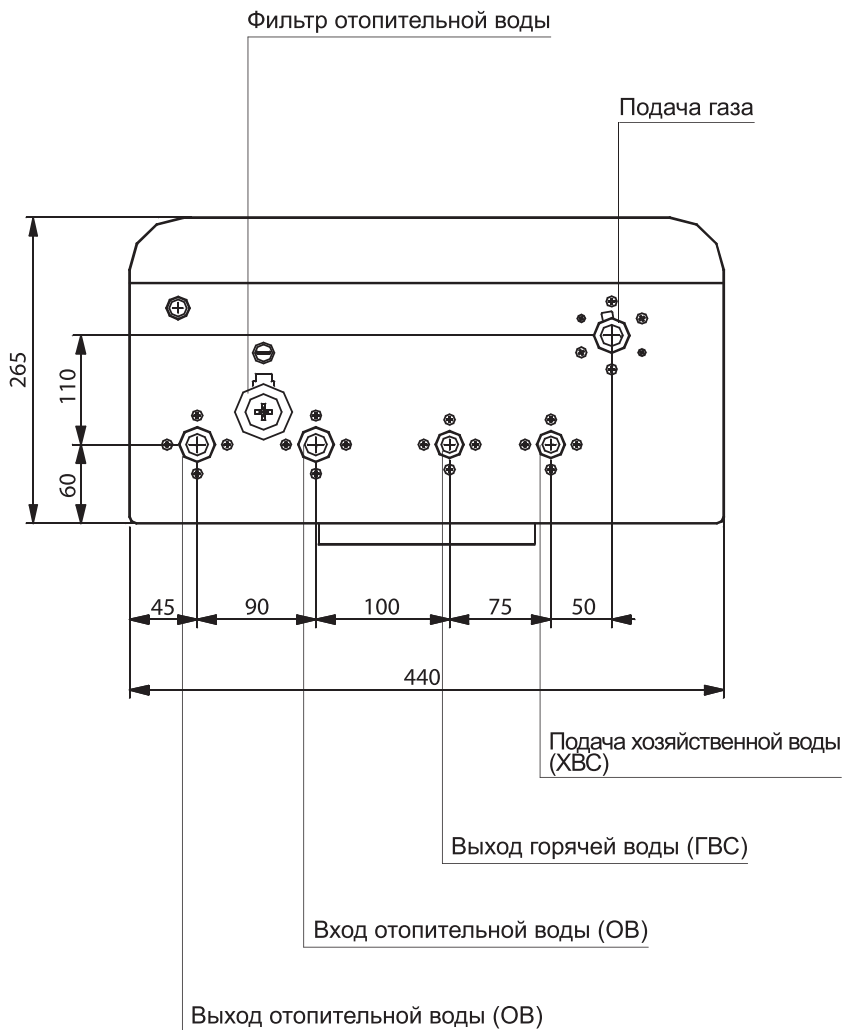 Фильтр отопительной воды
Подача газа
265
110
60
45
90
100
75
50
440
Подача хозяйственной воды
(ХВС)
Выход горячей воды (ГВС)
Вход отопительной воды (ОВ)
Выход отопительной воды (ОВ)